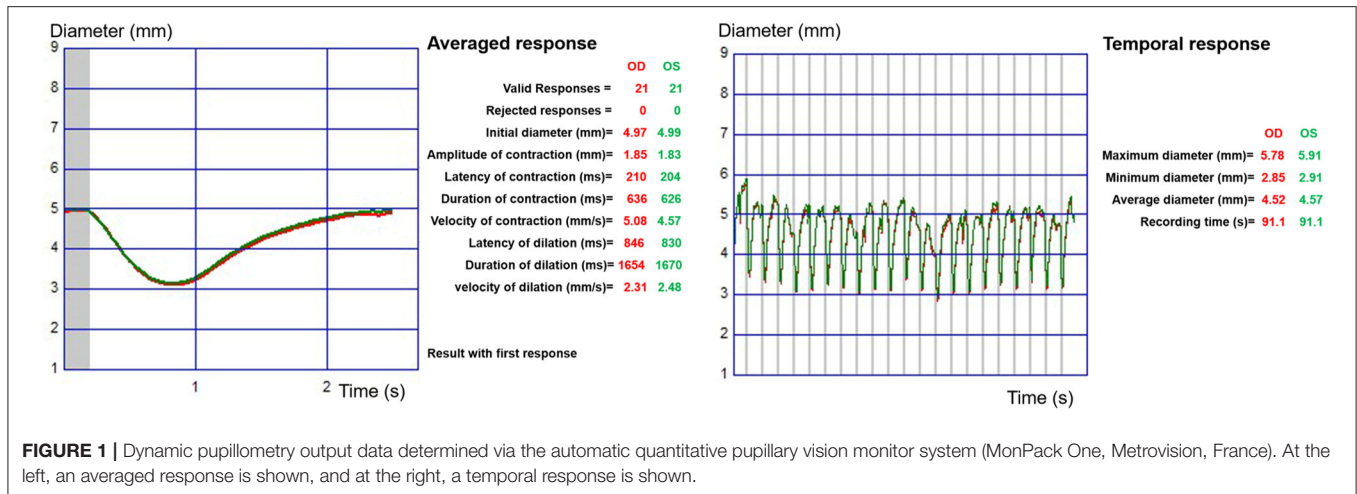 Diameter (mm)
9
8
7
6
5
4
3
2
1
1
2
Time (s)
Averaged response
OD OS
Valid Responses = 21 21
Rejected responses = 0 0
Initial diameter (mm)= 4.97 4.99
Amplitude of contraction (mm)= 1.85 1.83
Latency of contraction (ms)= 210 204
Duration of contraction (ms)= 636 626
Velocity of contraction (mm/s)= 5.08 4.57
Latency of dilation (ms)= 846 830
Duration of dilation (ms)= 1654 1670
velocity of dilation (mm/s)= 2.31 2.48
Result with first response
Diameter (mm)
9
8
7
6
5
4
3
2
1
Time (s)
Temporal response
OD OS
Maximum diameter (mm)= 5.78 5.91
Minimum diameter (mm)= 2.85 2.91
Average diameter (mm)= 4.52 4.57
Recording time (s)= 91.1 91.1
FIGURE 1 | Dynamic pupillometry output data determined via the automatic quantitative pupillary vision monitor system (MonPack One, Metrovision, France). At the
left, an averaged response is shown, and at the right, a temporal response is shown.